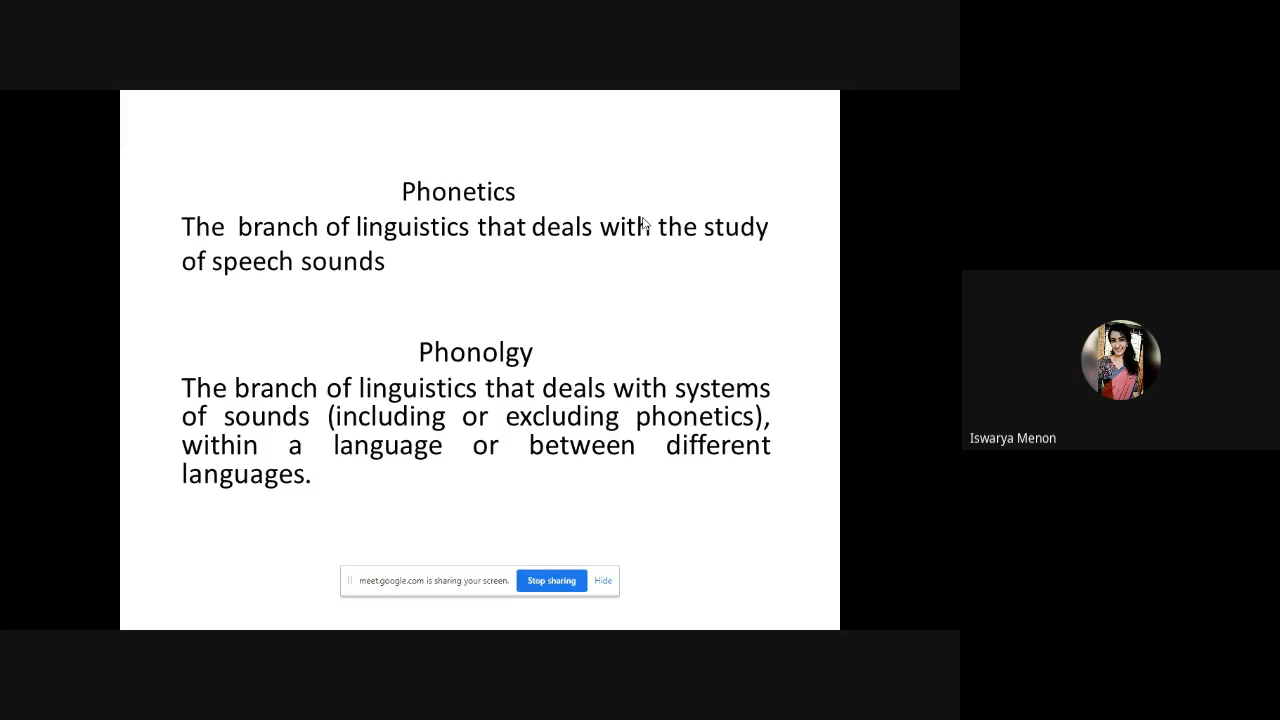 Phonetics
The branch of linguistics that deals with the study
of speech sounds
Phonolgy
The branch of linguistics that deals with systems
of sounds (including or excluding phonetics),
within a language or between different
languages.
meet.google.com is sharing your screen.
Stop sharing
Hide
Iswarya Menon